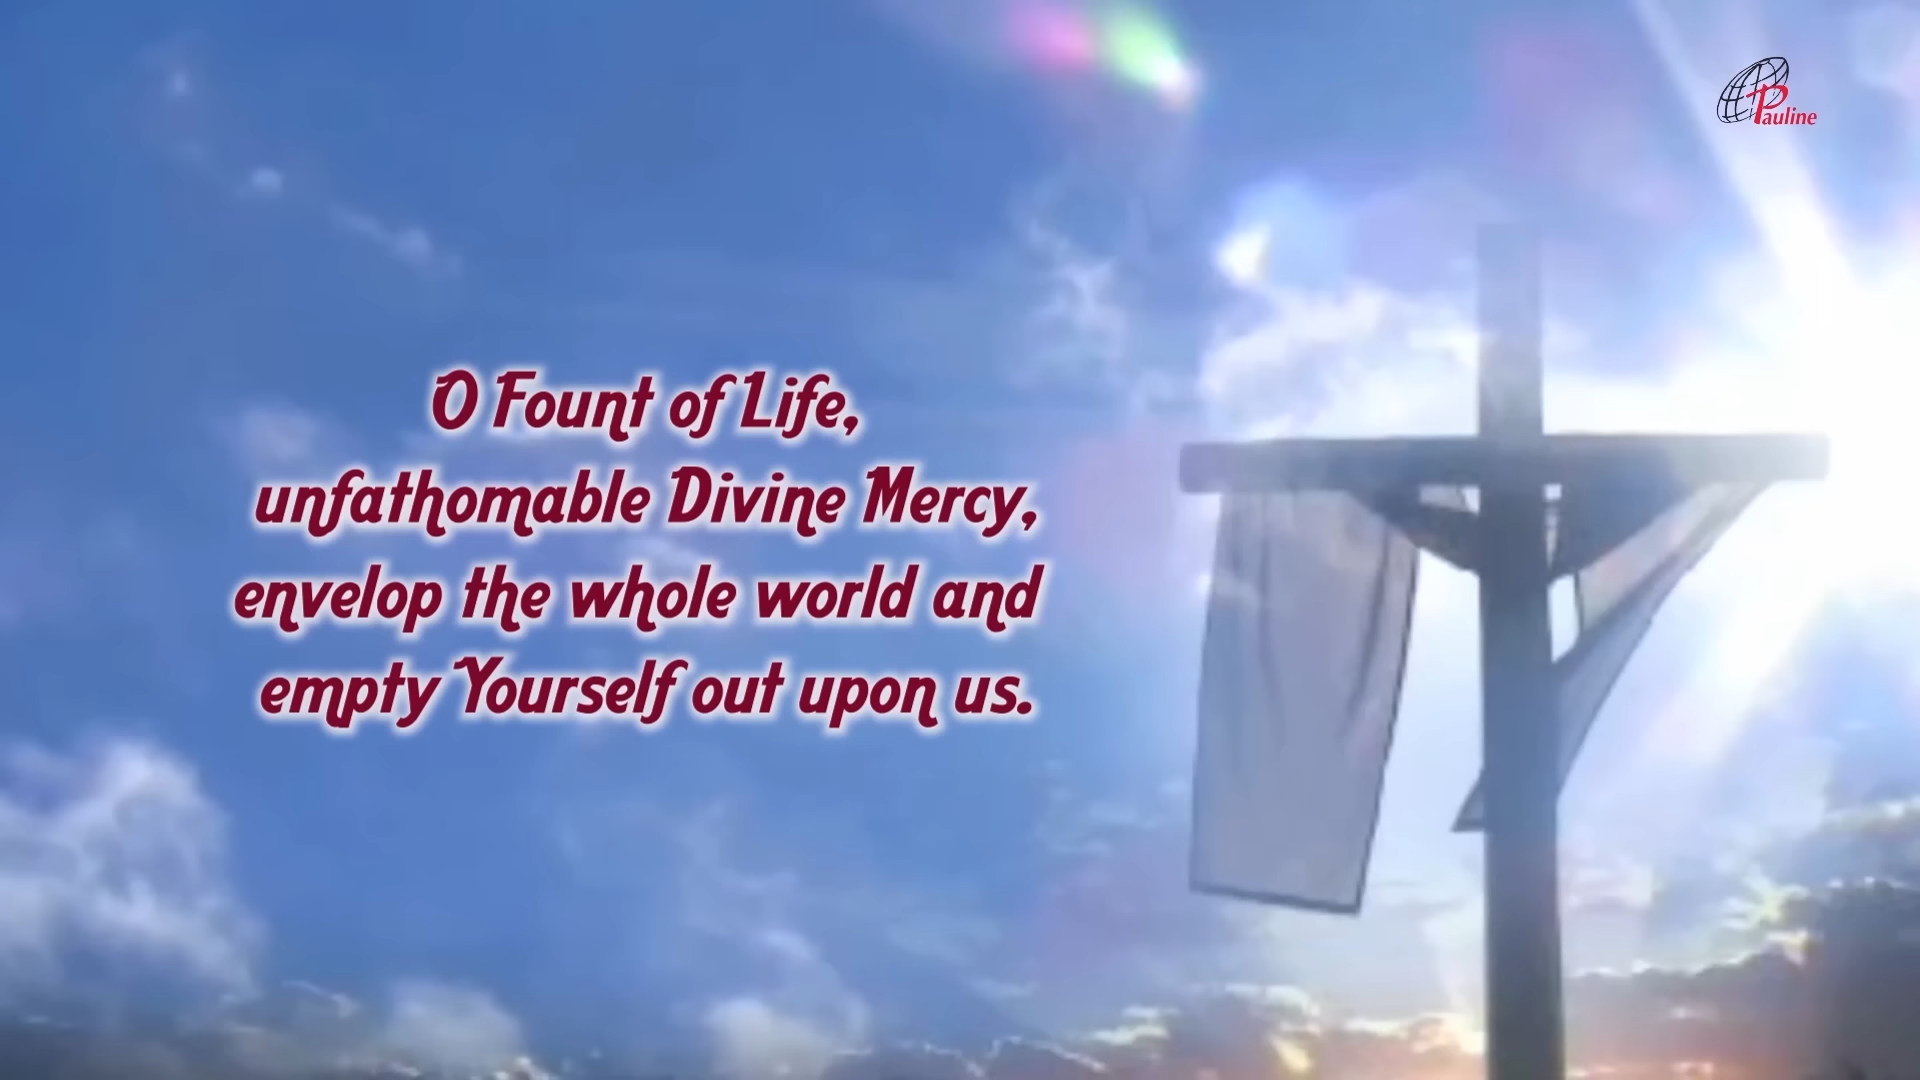 Pauline
O Fount of Life,
unfathomable Divine Mercy,
envelop the whole world and
empty Yourself out upon us.